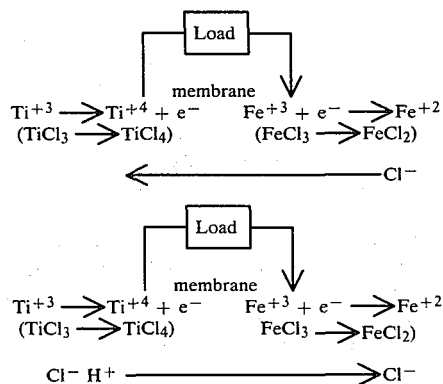 Load
membrane
Ti+3 → Ti+4 + e− Fe+3 + e− → Fe+2
(TiCl3 → TiCl4) (FeCl3 → FeCl2)
← Cl−
Load
membrane
Ti+3 → Ti+4 + e− Fe+3 + e− → Fe+2
(TiCl3 → TiCl4) FeCl3 → FeCl2)
Cl− H+ → Cl−